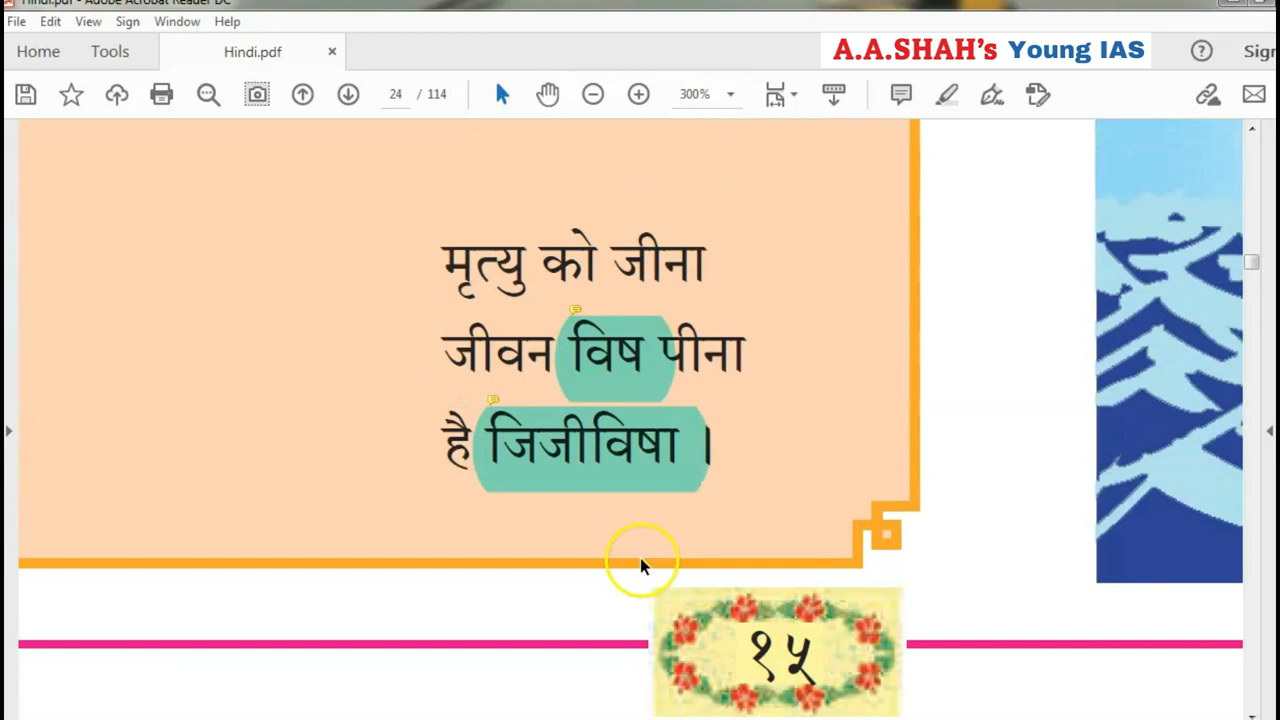 Hindi.pdf - Adobe Acrobat Reader DC
File Edit View Sign Window Help
Home Tools Hindi.pdf × A.A.SHAH's Young IAS ? Sign
24 / 114 300%
मृत्यु को जीना
जीवन विष पीना
है जिजीविषा ।
१५